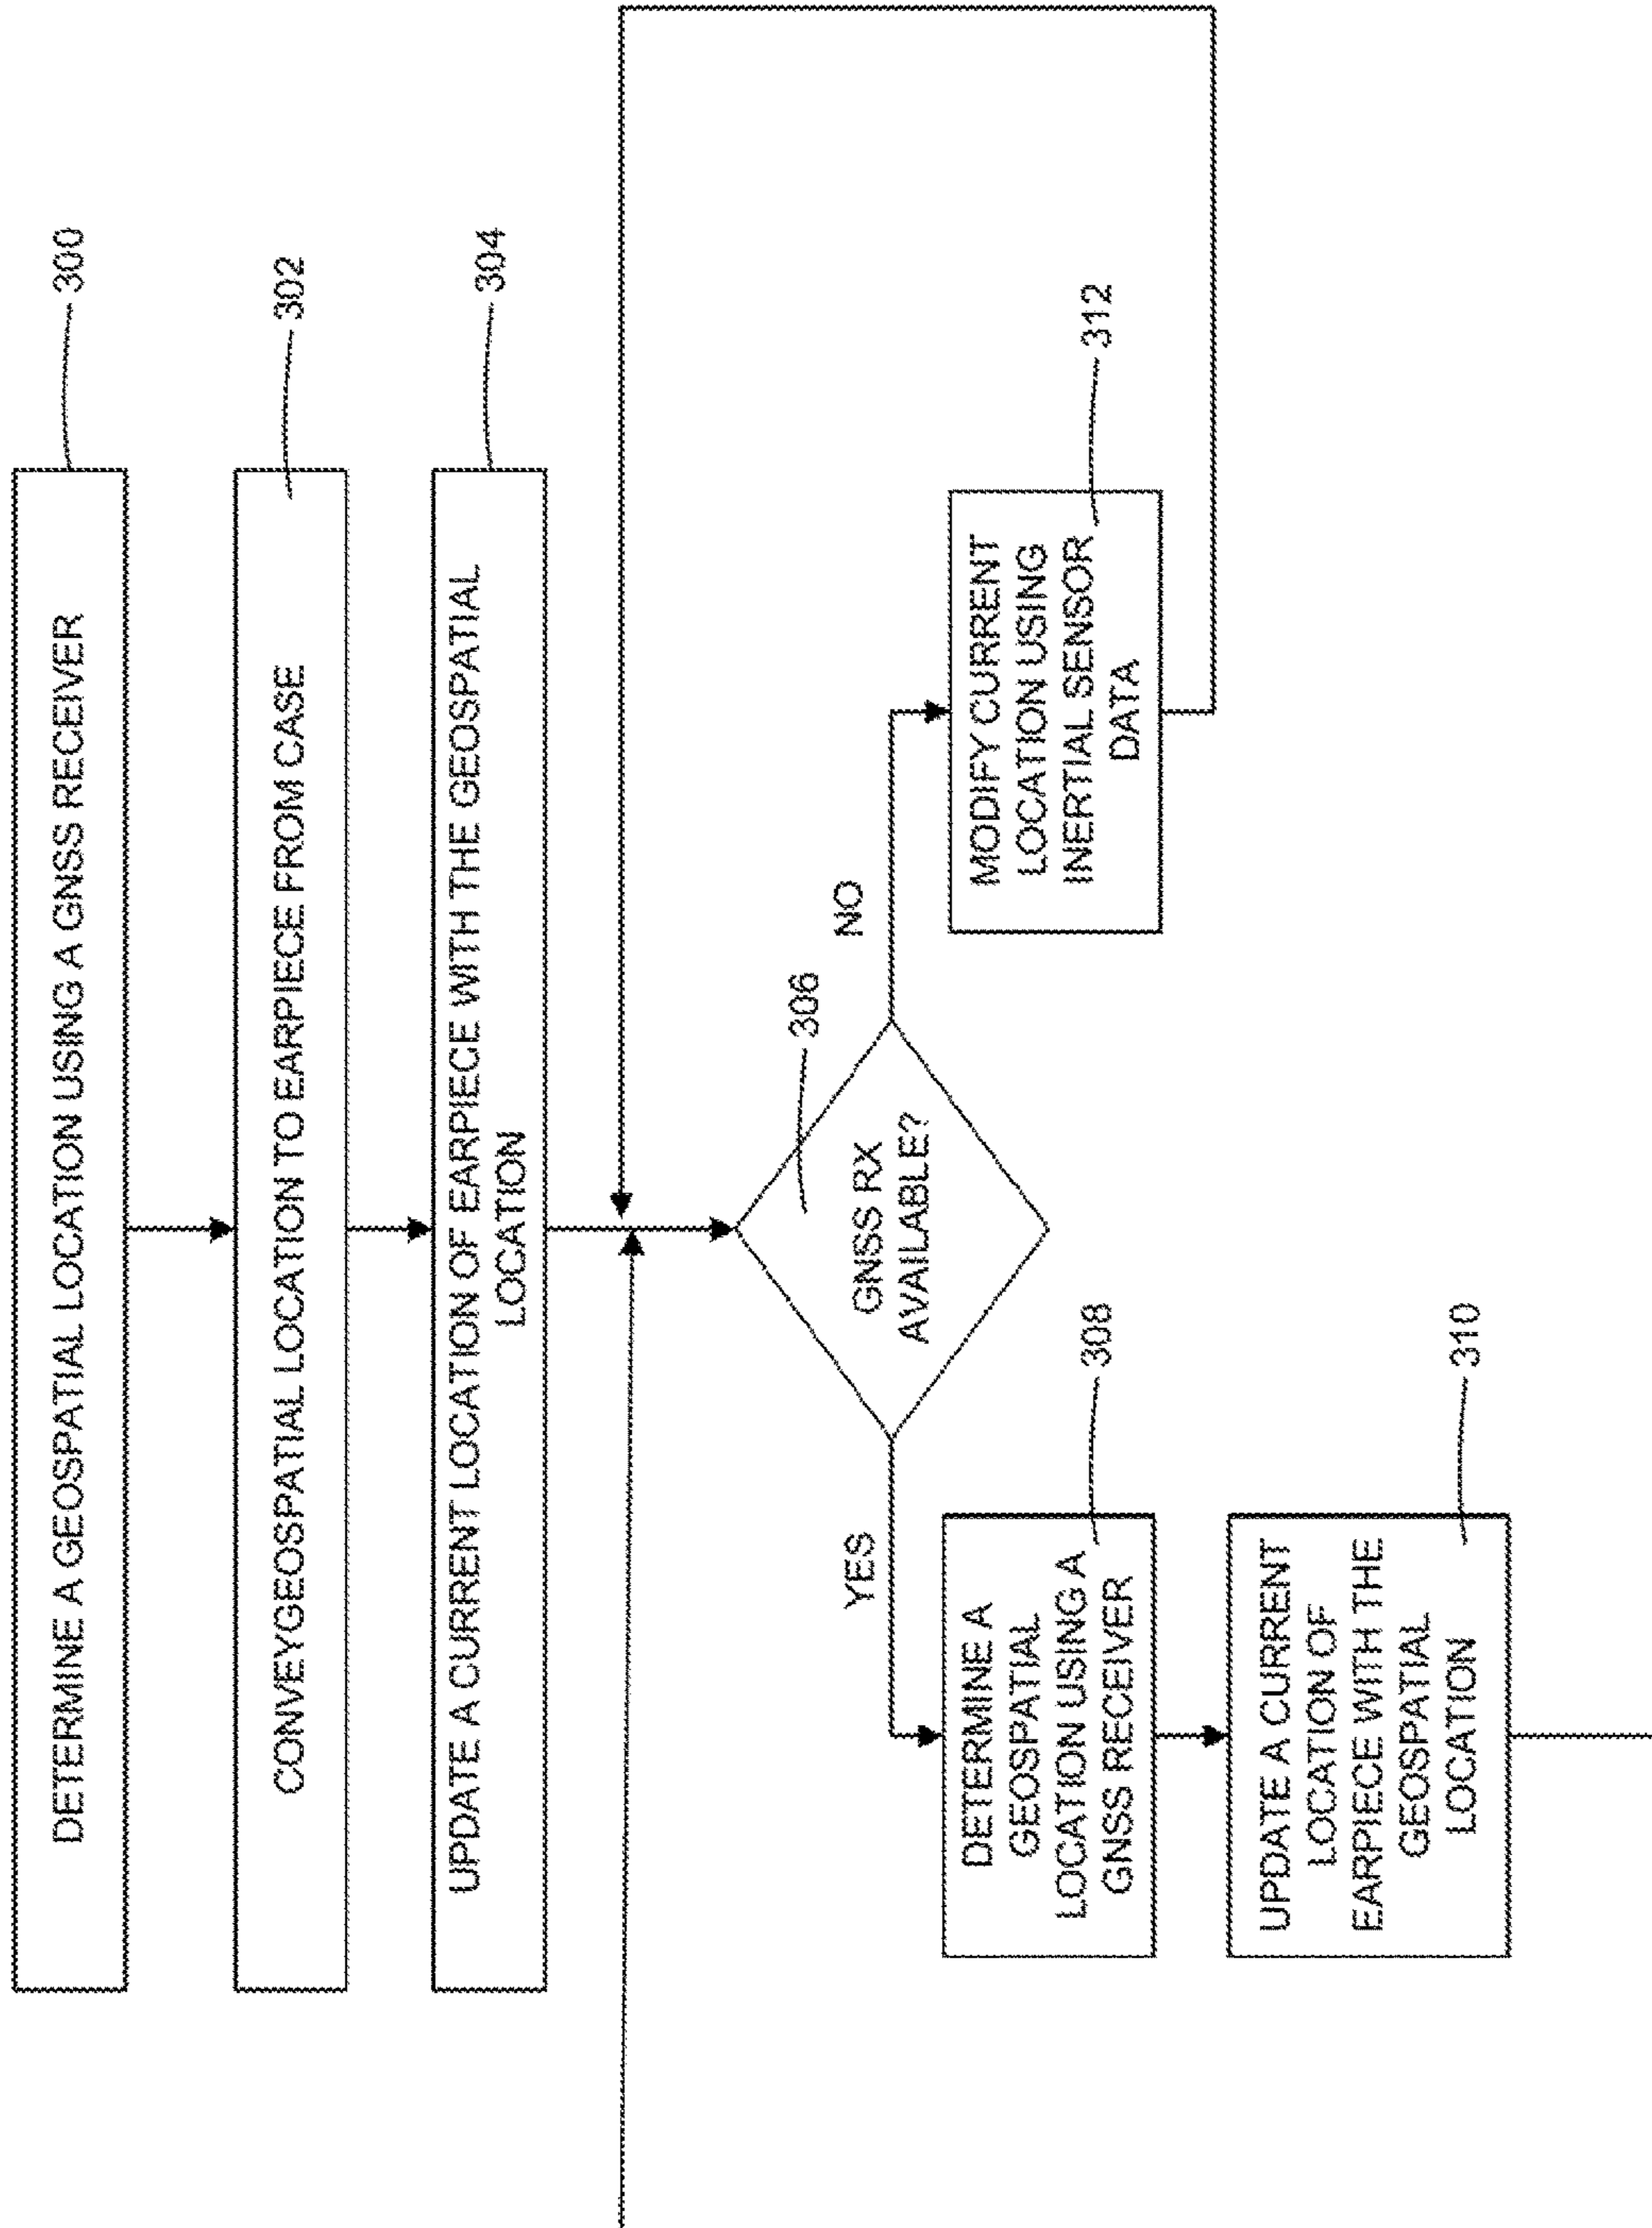 DETERMINE A GEOSPATIAL LOCATION USING A GNSS RECEIVER
300
CONVEYGEOSPATIAL LOCATION TO EARPIECE FROM CASE
302
UPDATE A CURRENT LOCATION OF EARPIECE WITH THE GEOSPATIAL
LOCATION
304
GNSS RX
AVAILABLE?
306
YES
NO
DETERMINE A
GEOSPATIAL
LOCATION USING A
GNSS RECEIVER
308
MODIFY CURRENT
LOCATION USING
INERTIAL SENSOR
DATA
312
UPDATE A CURRENT
LOCATION OF
EARPIECE WITH THE
GEOSPATIAL
LOCATION
310